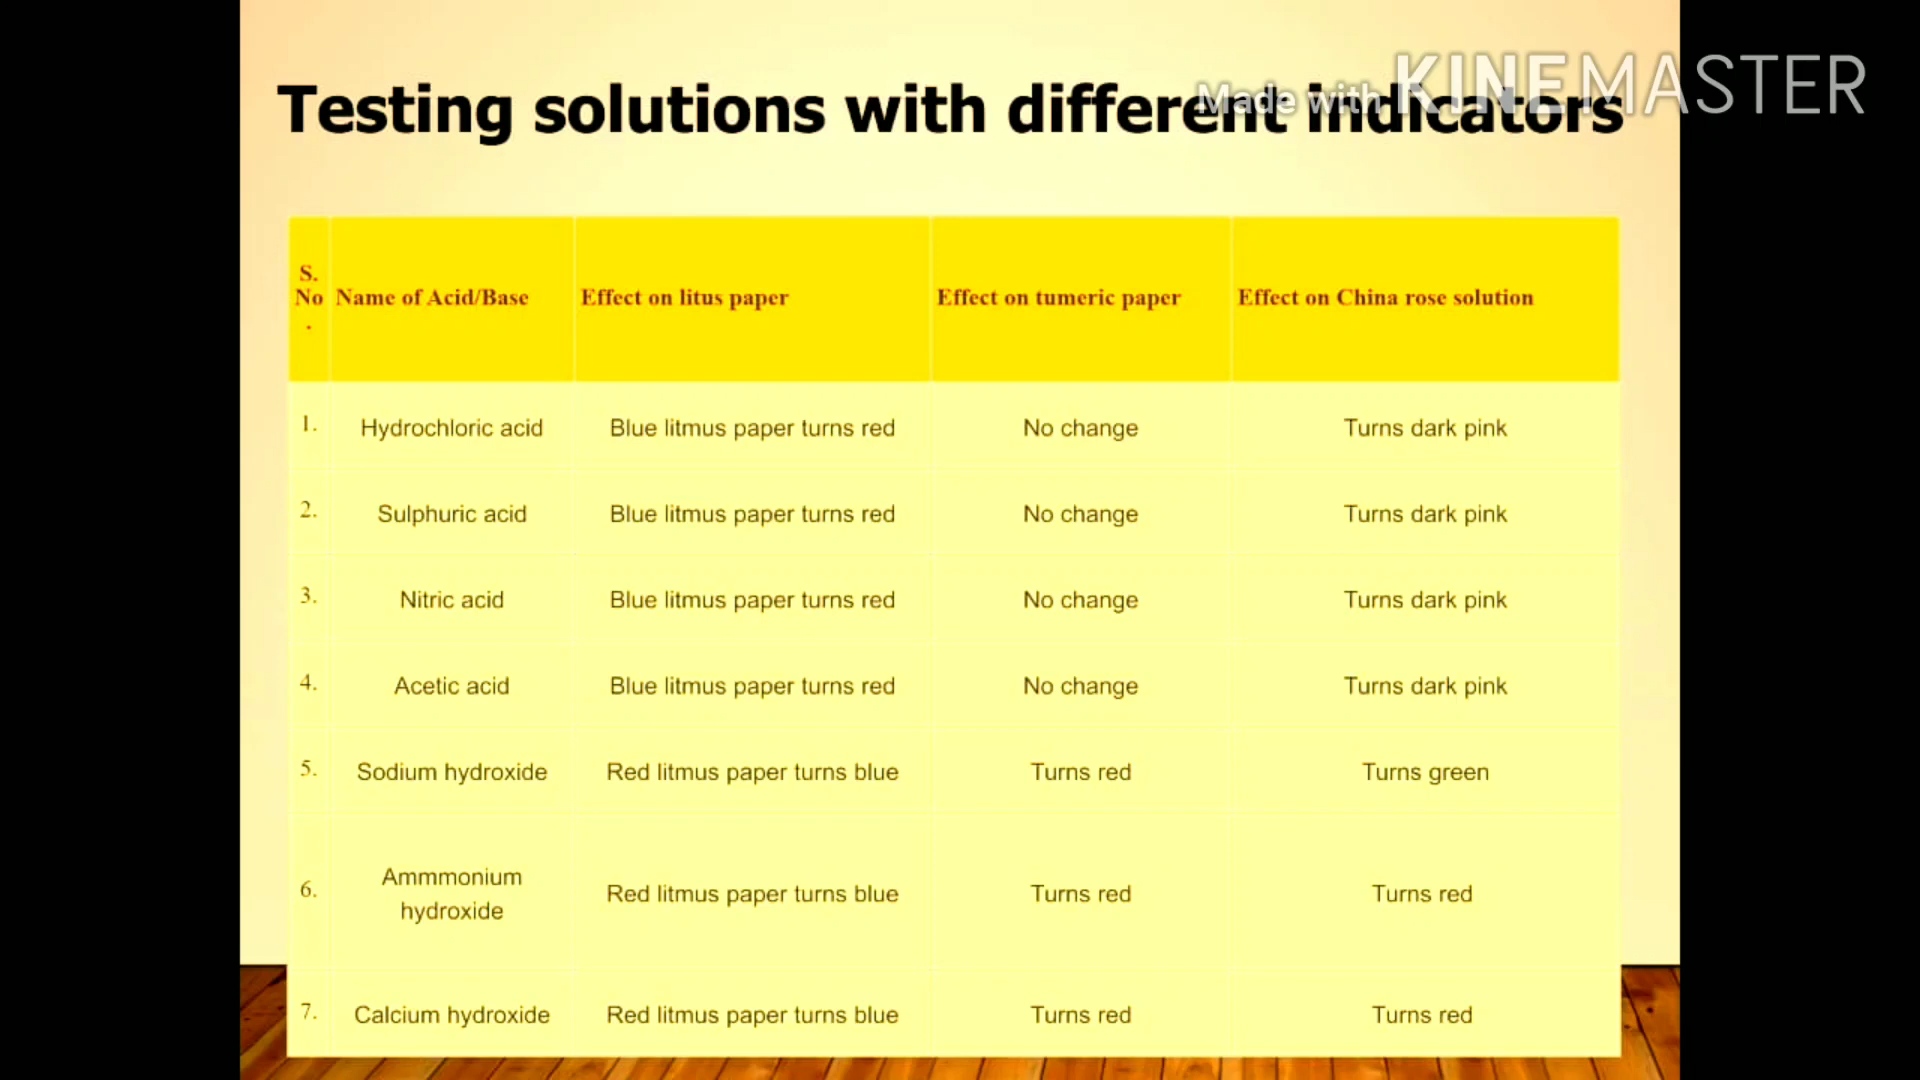 Testing solutions with different indicators
Made with KINEMASTER
S. No . Name of Acid/Base Effect on litus paper Effect on tumeric paper Effect on China rose solution
1. Hydrochloric acid Blue litmus paper turns red No change Turns dark pink
2. Sulphuric acid Blue litmus paper turns red No change Turns dark pink
3. Nitric acid Blue litmus paper turns red No change Turns dark pink
4. Acetic acid Blue litmus paper turns red No change Turns dark pink
5. Sodium hydroxide Red litmus paper turns blue Turns red Turns green
6. Ammmonium hydroxide Red litmus paper turns blue Turns red Turns red
7. Calcium hydroxide Red litmus paper turns blue Turns red Turns red